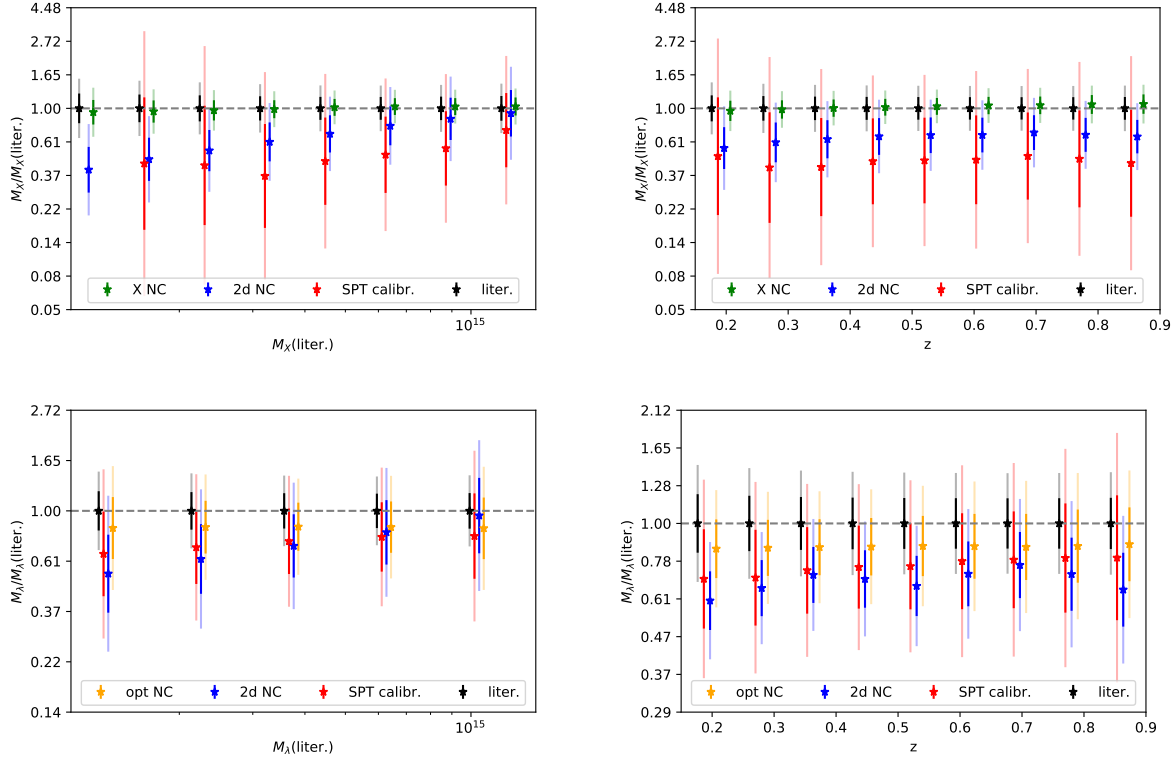 4.48
2.72
1.65
1.00
0.61
0.37
0.22
0.14
0.08
0.05
M_X/M_X(liter.)
X NC 2d NC SPT calibr. liter.
10^15
M_X(liter.)
4.48
2.72
1.65
1.00
0.61
0.37
0.22
0.14
0.08
0.05
M_X/M_X(liter.)
X NC 2d NC SPT calibr. liter.
0.2 0.3 0.4 0.5 0.6 0.7 0.8 0.9
z
2.72
1.65
1.00
0.61
0.37
0.22
0.14
M_λ/M_λ(liter.)
opt NC 2d NC SPT calibr. liter.
10^15
M_λ(liter.)
2.12
1.65
1.28
1.00
0.78
0.61
0.47
0.37
0.29
M_λ/M_λ(liter.)
opt NC 2d NC SPT calibr. liter.
0.2 0.3 0.4 0.5 0.6 0.7 0.8 0.9
z